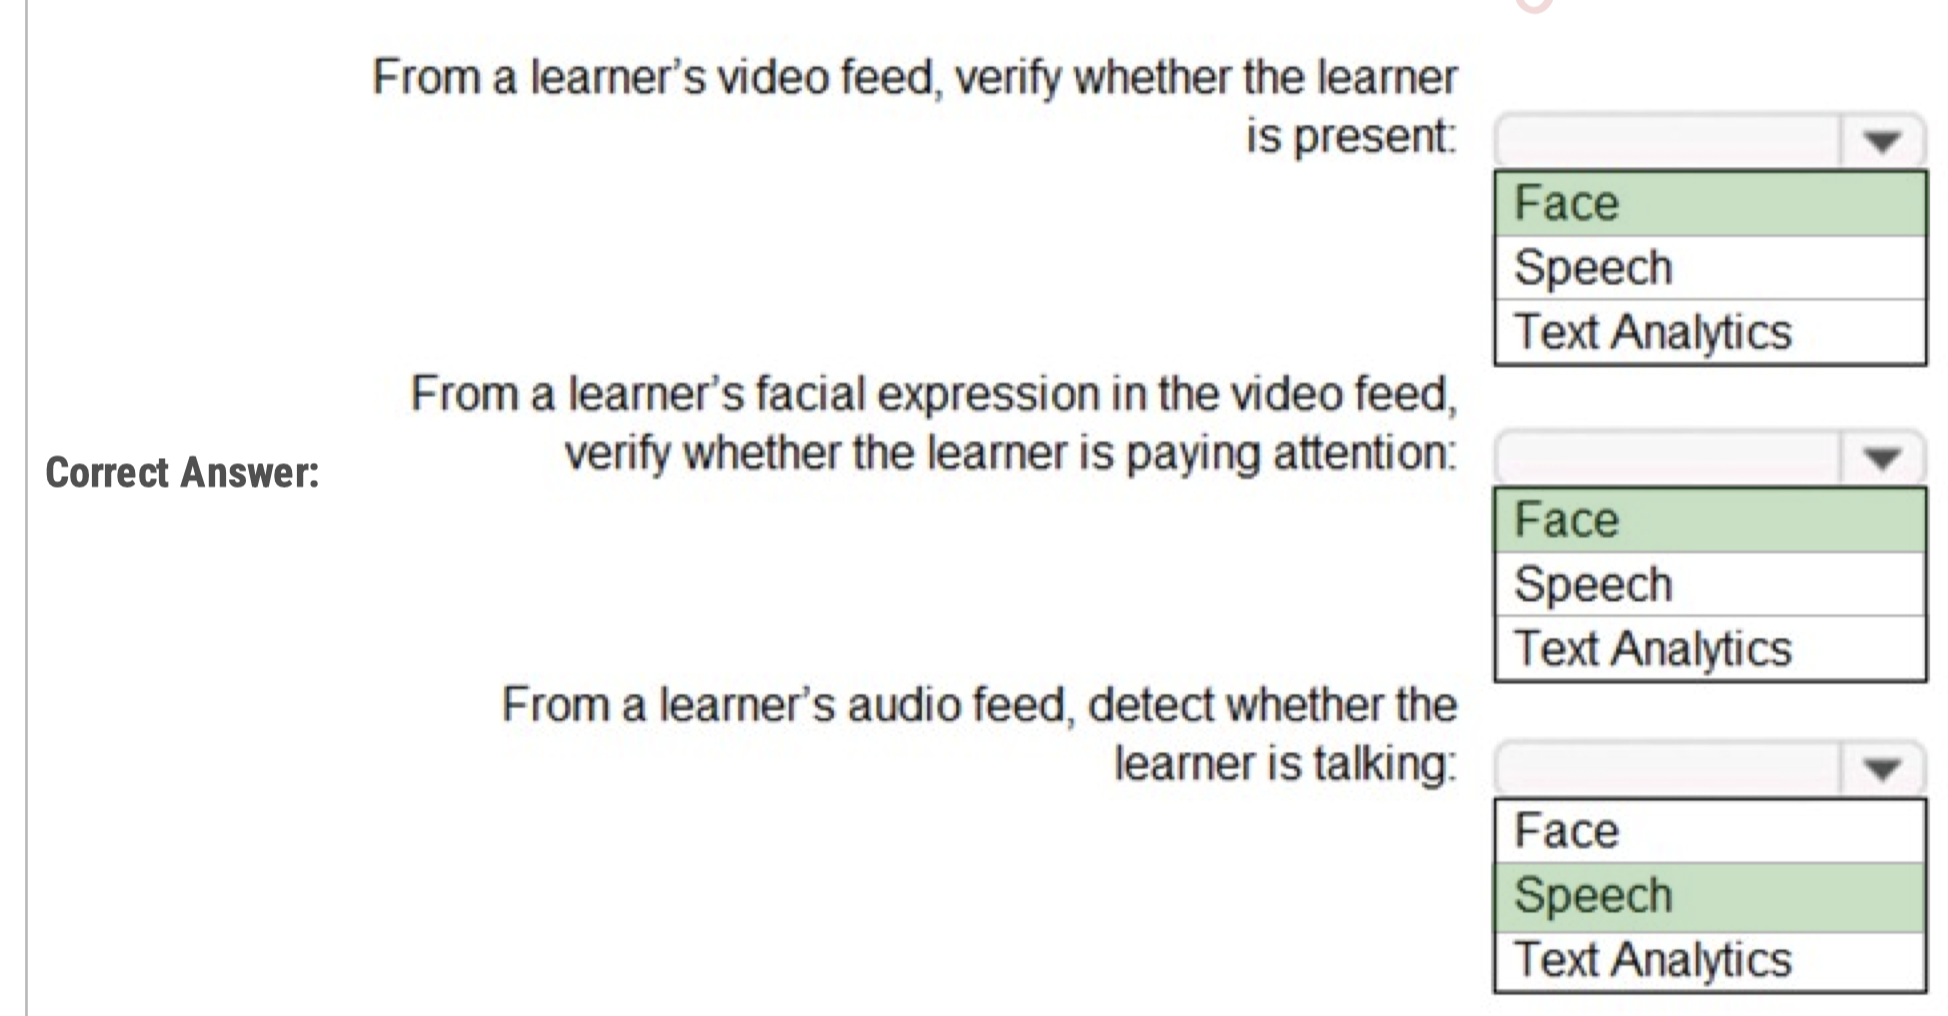 From a learner’s video feed, verify whether the learner
is present:
Face
Speech
Text Analytics
From a learner’s facial expression in the video feed,
verify whether the learner is paying attention:
Correct Answer:
Face
Speech
Text Analytics
From a learner’s audio feed, detect whether the
learner is talking:
Face
Speech
Text Analytics